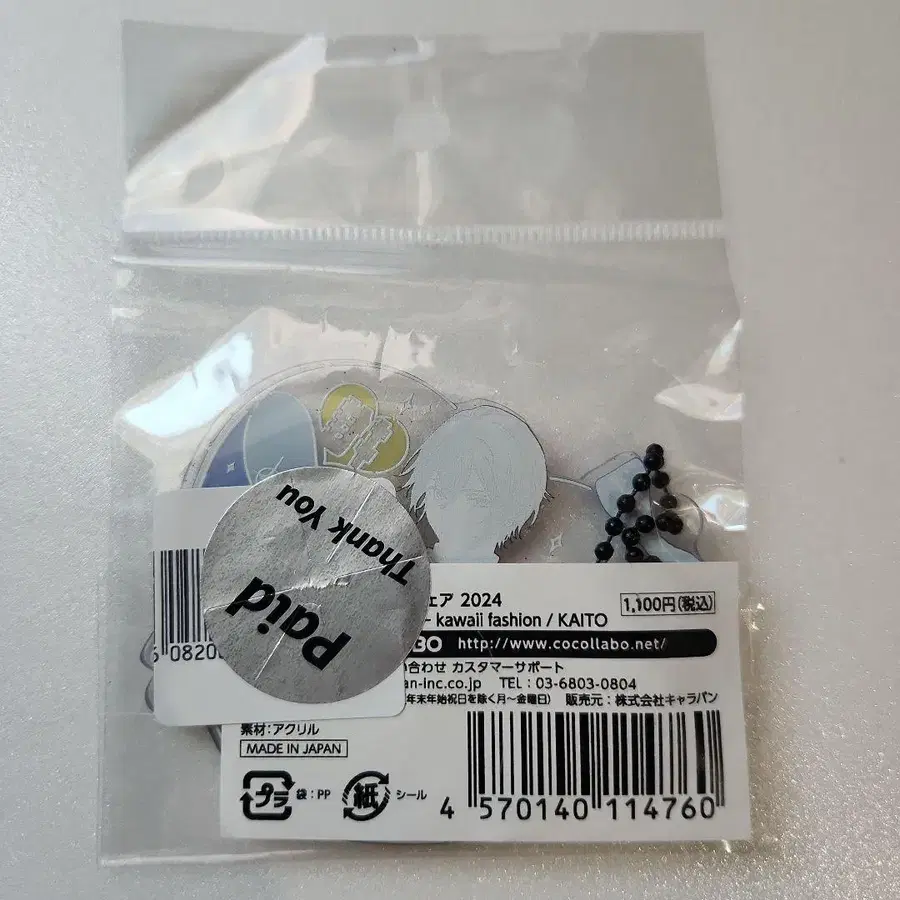 Thank You
Paid
ェア 2024
1,100円(税込)
- kawaii fashion / KAITO
BO http://www.cocollabo.net/
い合わせ カスタマーサポート
an-inc.co.jp TEL:03-6803-0804
年末年始祝日を除く月~金曜日) 販売元:株式会社キャラバン
素材:アクリル
MADE IN JAPAN
プラ 袋:PP 紙 シール
4 570140 114760
6 0820